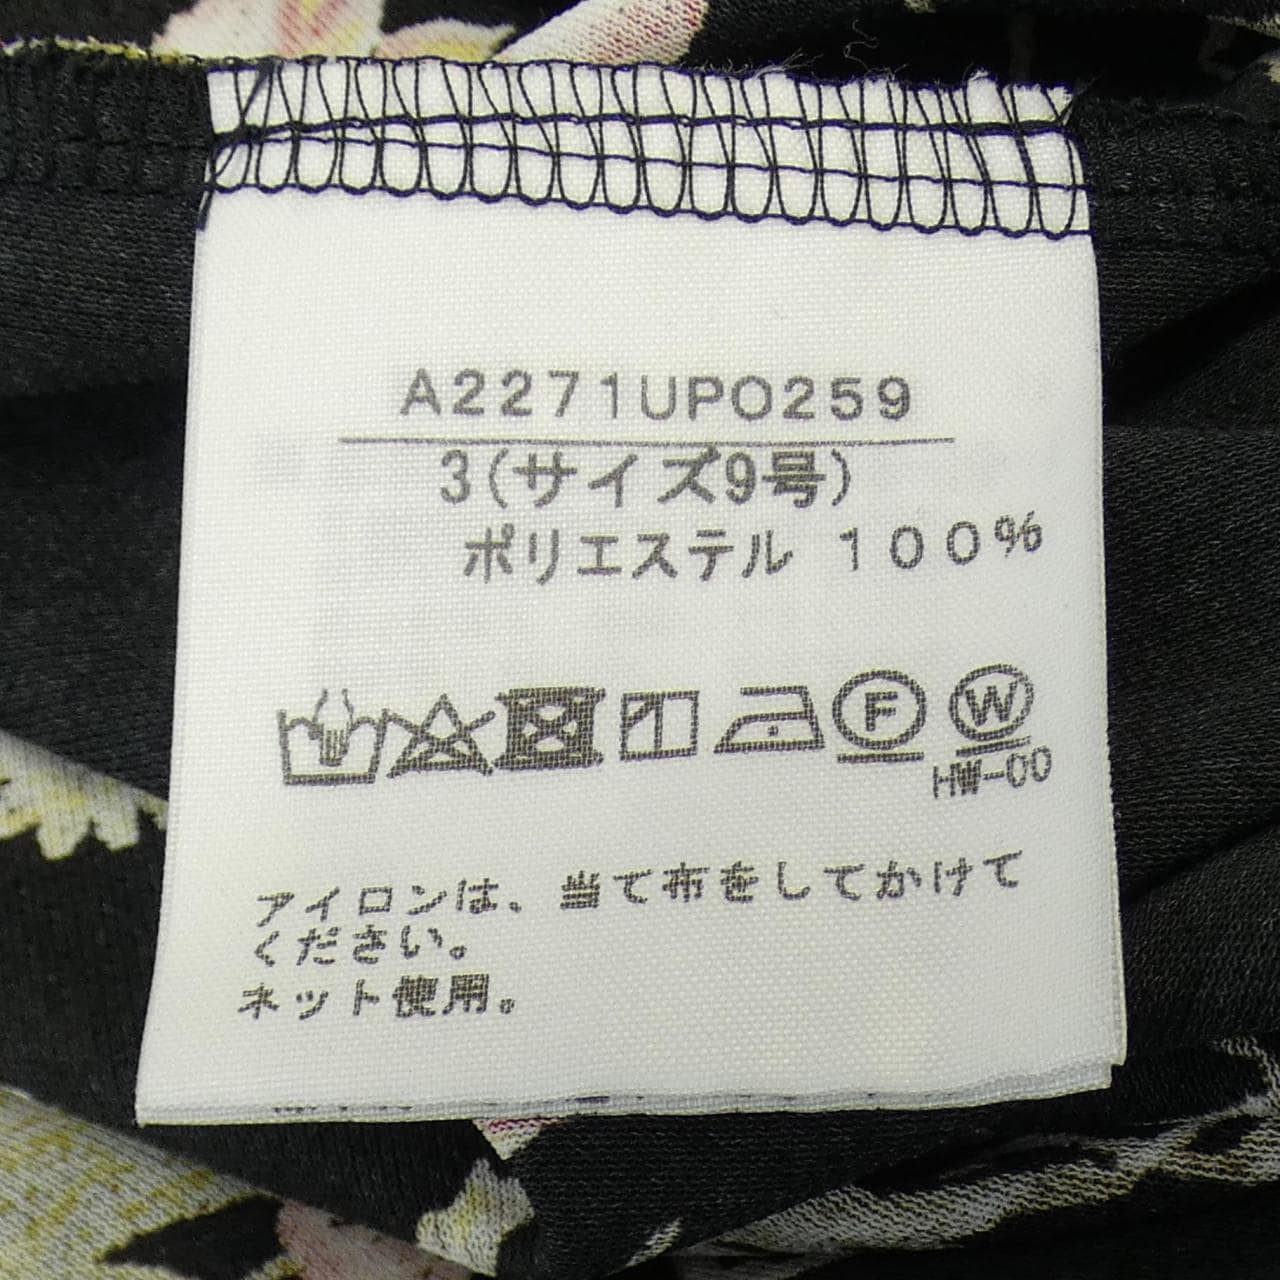 A2271UPO259
3(サイズ9号)
ポリエステル 100%
F W
HW-00
アイロンは、当て布をしてかけて
ください。
ネット使用。